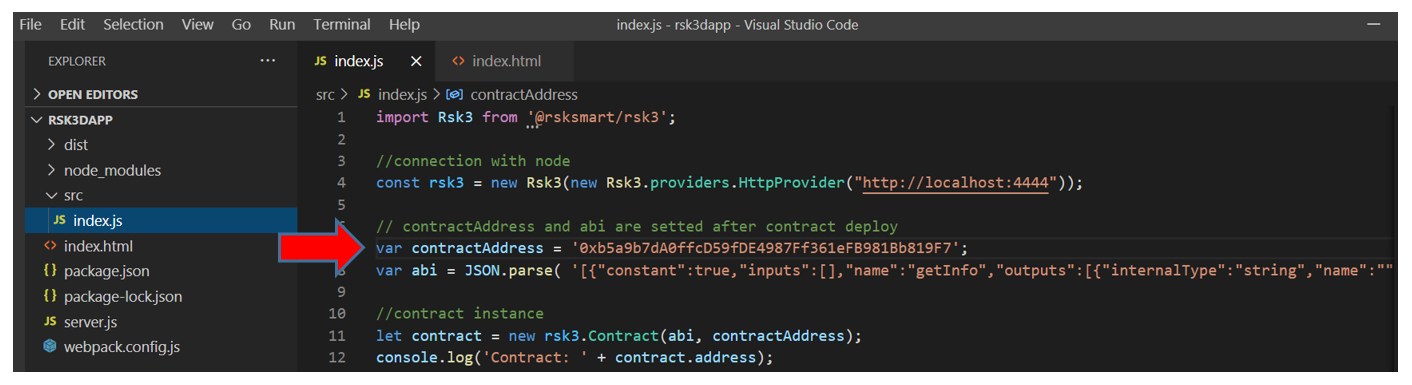 File Edit Selection View Go Run Terminal Help index.js - rsk3dapp - Visual Studio Code
EXPLORER ···
OPEN EDITORS
RSK3DAPP
dist
node_modules
src
JS index.js
<> index.html
{} package.json
{} package-lock.json
JS server.js
webpack.config.js
JS index.js <> index.html
src > JS index.js > contractAddress
1 import Rsk3 from '@rsksmart/rsk3';
2
3 //connection with node
4 const rsk3 = new Rsk3(new Rsk3.providers.HttpProvider("http://localhost:4444"));
5
// contractAddress and abi are setted after contract deploy
var contractAddress = '0xb5a9b7dA0ffcD59fDE4987Ff361eFB981Bb819F7';
8 var abi = JSON.parse( '[{"constant":true,"inputs":[],"name":"getInfo","outputs":[{"internalType":"string","name":""
9
10 //contract instance
11 let contract = new rsk3.Contract(abi, contractAddress);
12 console.log('Contract: ' + contract.address);